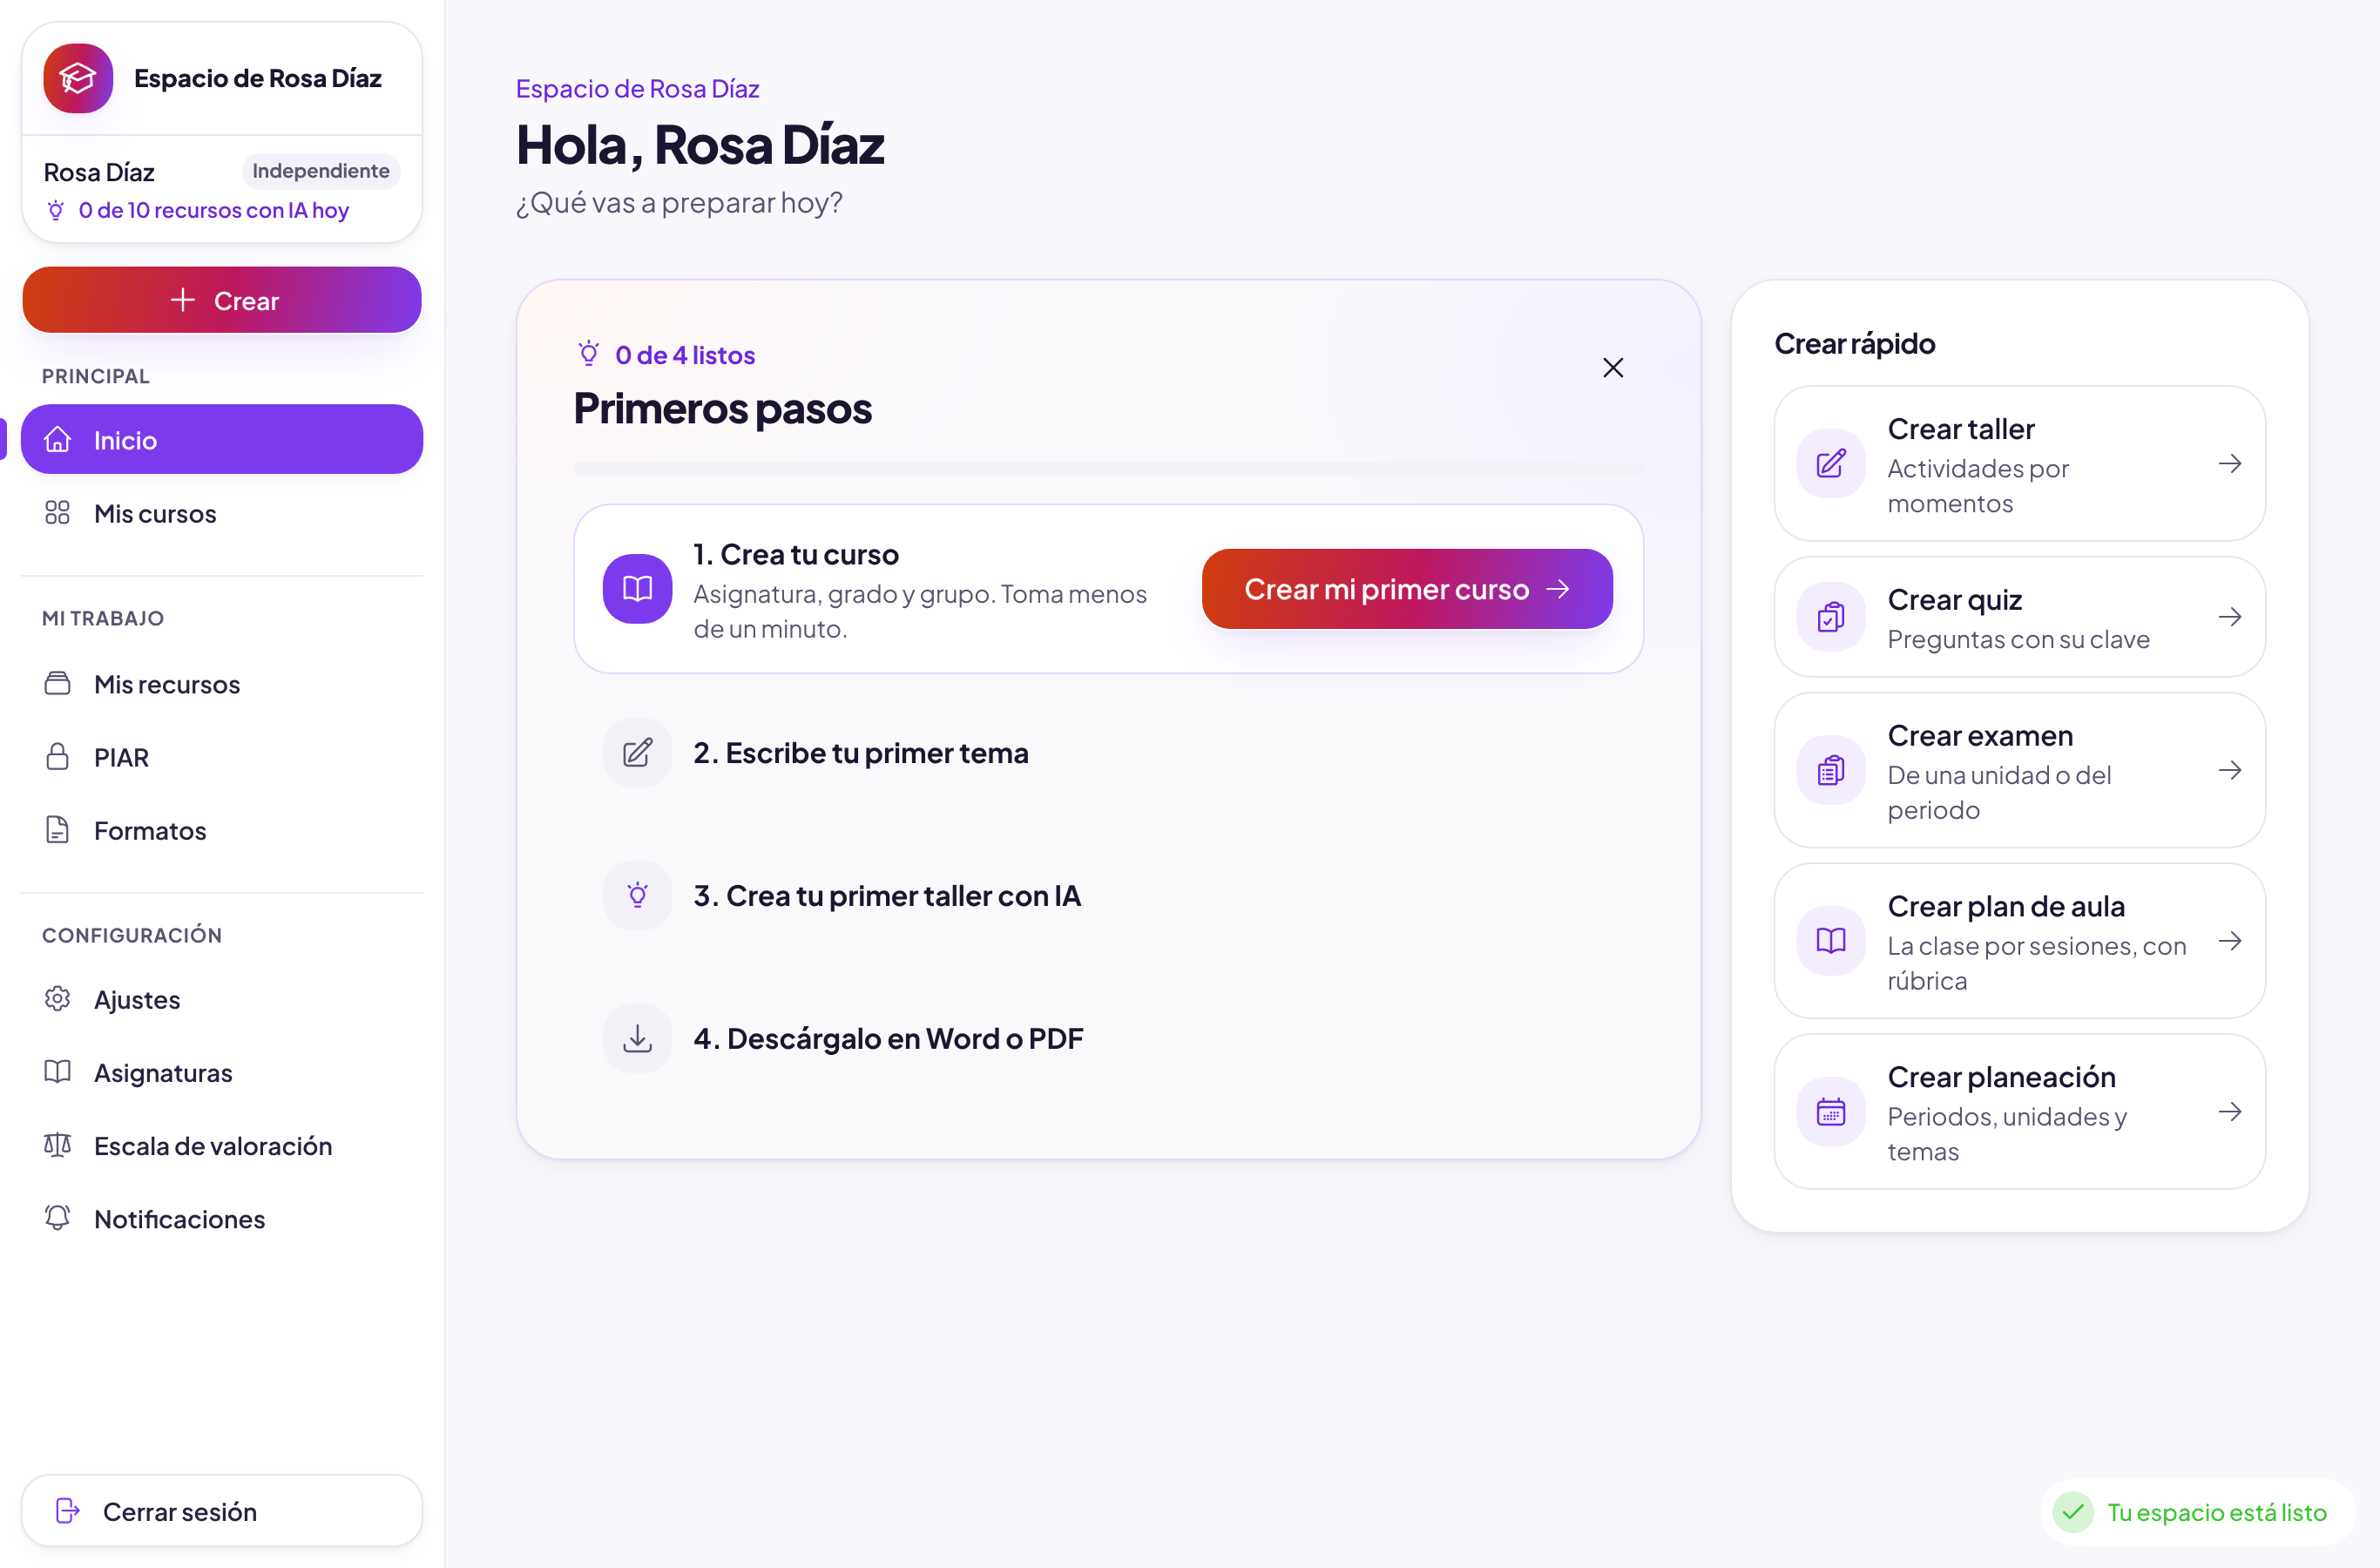 Espacio de Rosa Díaz
Rosa Díaz
Independiente
0 de 10 recursos con IA hoy
Crear
PRINCIPAL
Inicio
Mis cursos
MI TRABAJO
Mis recursos
PIAR
Formatos
CONFIGURACIÓN
Ajustes
Asignaturas
Escala de valoración
Notificaciones
Cerrar sesión
Espacio de Rosa Díaz
Hola, Rosa Díaz
¿Qué vas a preparar hoy?
0 de 4 listos
Primeros pasos
1. Crea tu curso
Asignatura, grado y grupo. Toma menos
de un minuto.
Crear mi primer curso
2. Escribe tu primer tema
3. Crea tu primer taller con IA
4. Descárgalo en Word o PDF
Crear rápido
Crear taller
Actividades por
momentos
Crear quiz
Preguntas con su clave
Crear examen
De una unidad o del
periodo
Crear plan de aula
La clase por sesiones, con
rúbrica
Crear planeación
Periodos, unidades y
temas
Tu espacio está listo